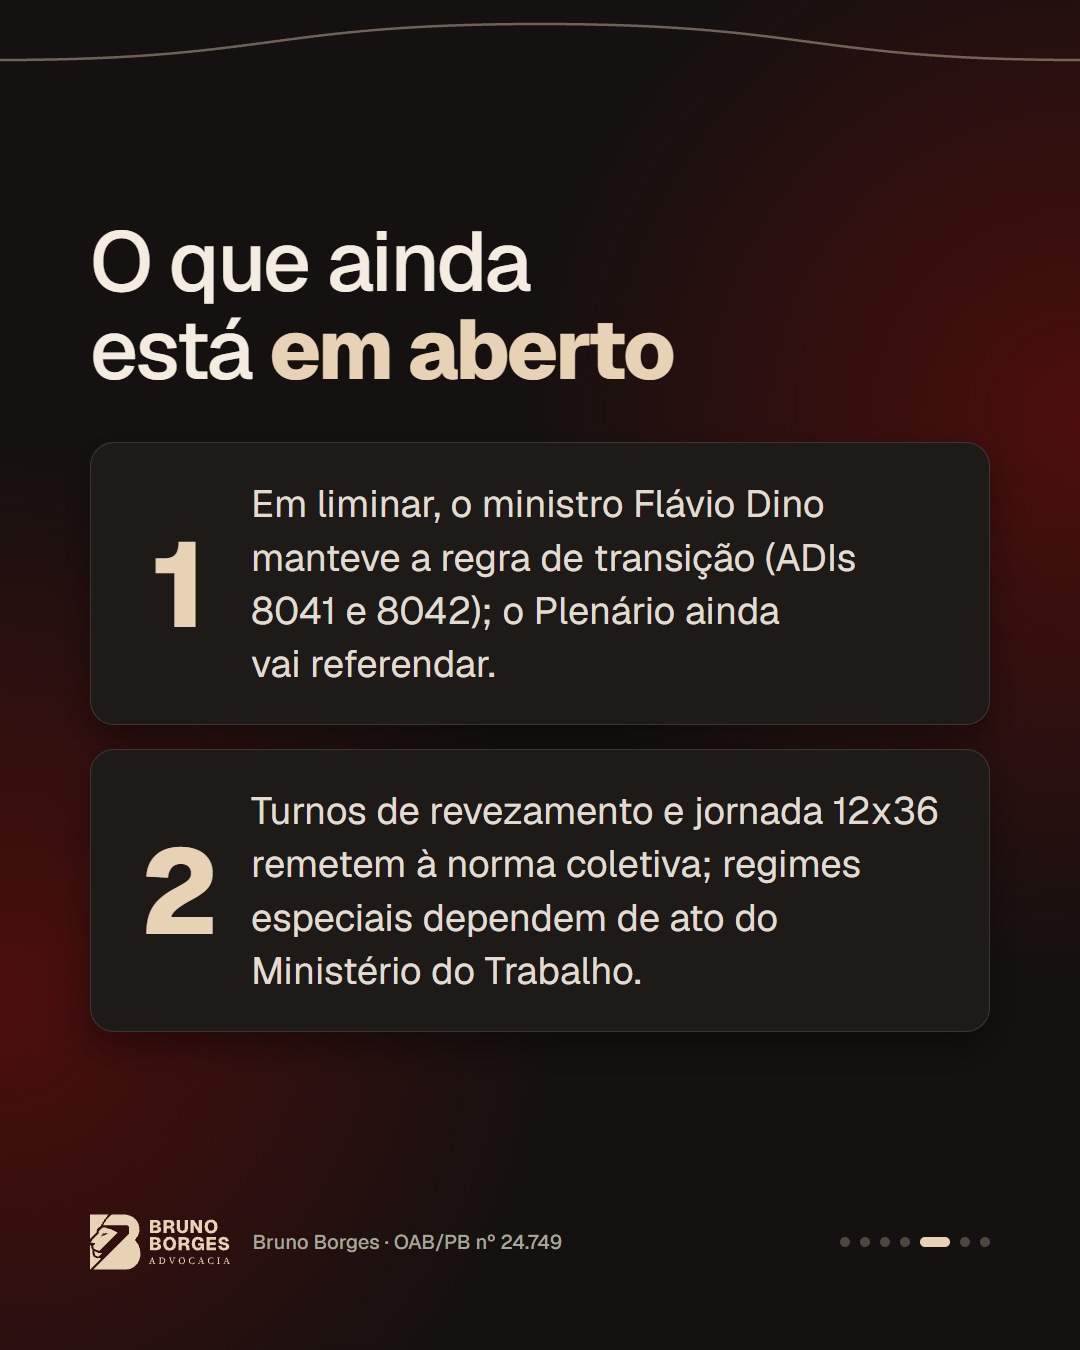 O que ainda
está em aberto
1
Em liminar, o ministro Flávio Dino
manteve a regra de transição (ADIs
8041 e 8042); o Plenário ainda
vai referendar.
2
Turnos de revezamento e jornada 12x36
remetem à norma coletiva; regimes
especiais dependem de ato do
Ministério do Trabalho.
BRUNO
BORGES
ADVOCACIA
Bruno Borges · OAB/PB nº 24.749